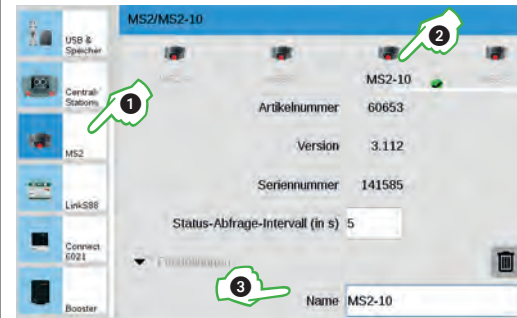 MS2/MS2-10
USB &
Speicher
Central-
Stations
MS2
LinkS88
Connect
6021
Booster
1
2
3
MS2-10
Artikelnummer 60653
Version 3.112
Seriennummer 141585
Status-Abfrage-Intervall (in s) 5
Name MS2-10